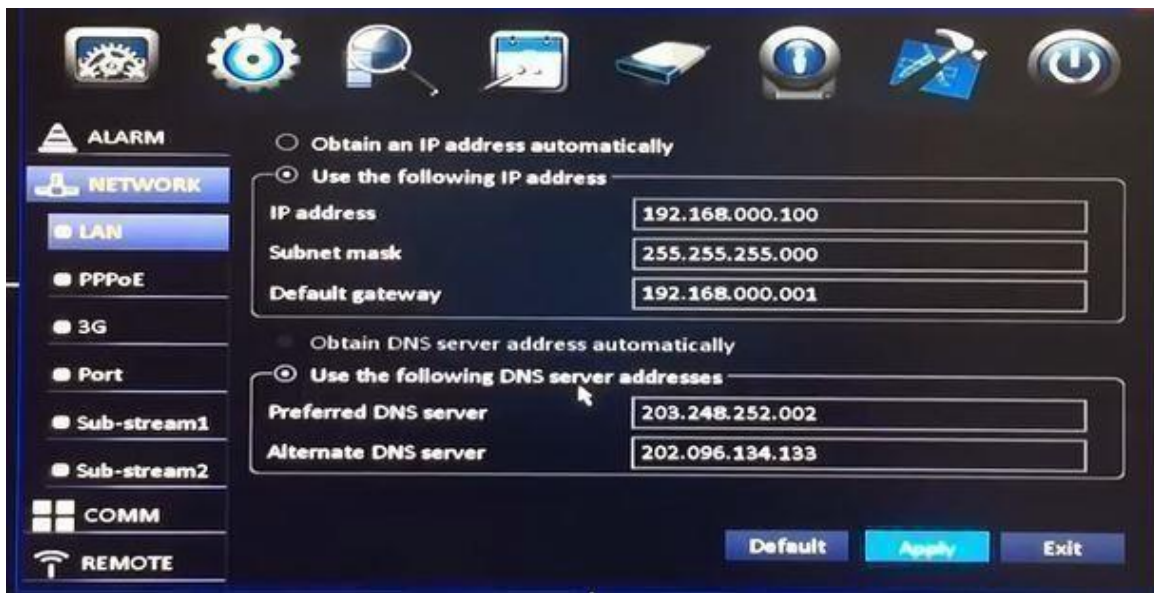 ALARM
NETWORK
LAN
PPPoE
3G
Port
Sub-stream1
Sub-stream2
COMM
REMOTE
Obtain an IP address automatically
Use the following IP address
IP address 192.168.000.100
Subnet mask 255.255.255.000
Default gateway 192.168.000.001
Obtain DNS server address automatically
Use the following DNS server addresses
Preferred DNS server 203.248.252.002
Alternate DNS server 202.096.134.133
Default Apply Exit